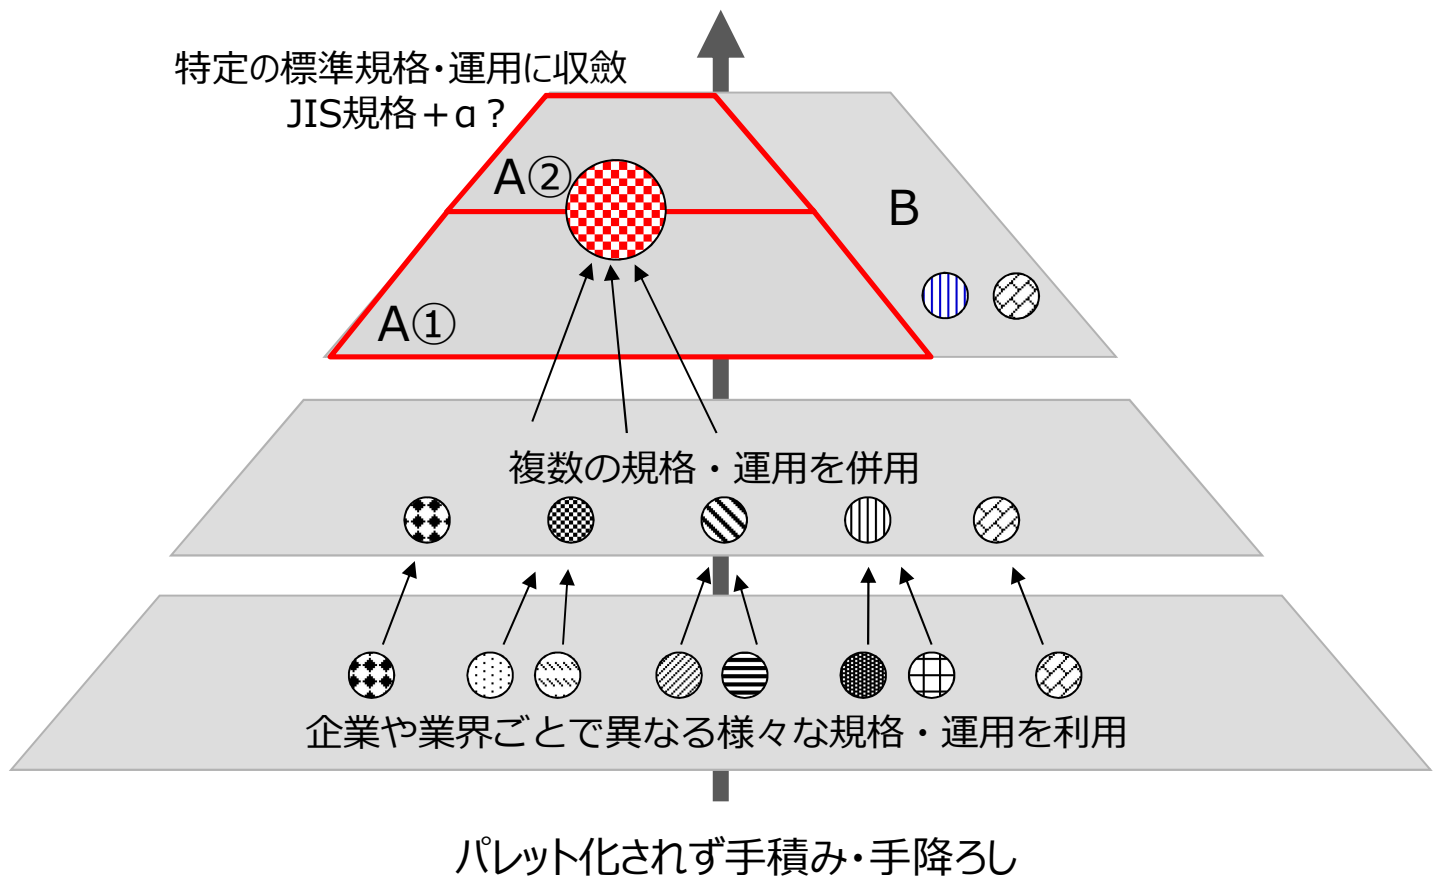 特定の標準規格・運用に収斂
JIS規格＋α？
A②
B
A①
複数の規格・運用を併用
企業や業界ごとで異なる様々な規格・運用を利用
パレット化されず手積み・手降ろし